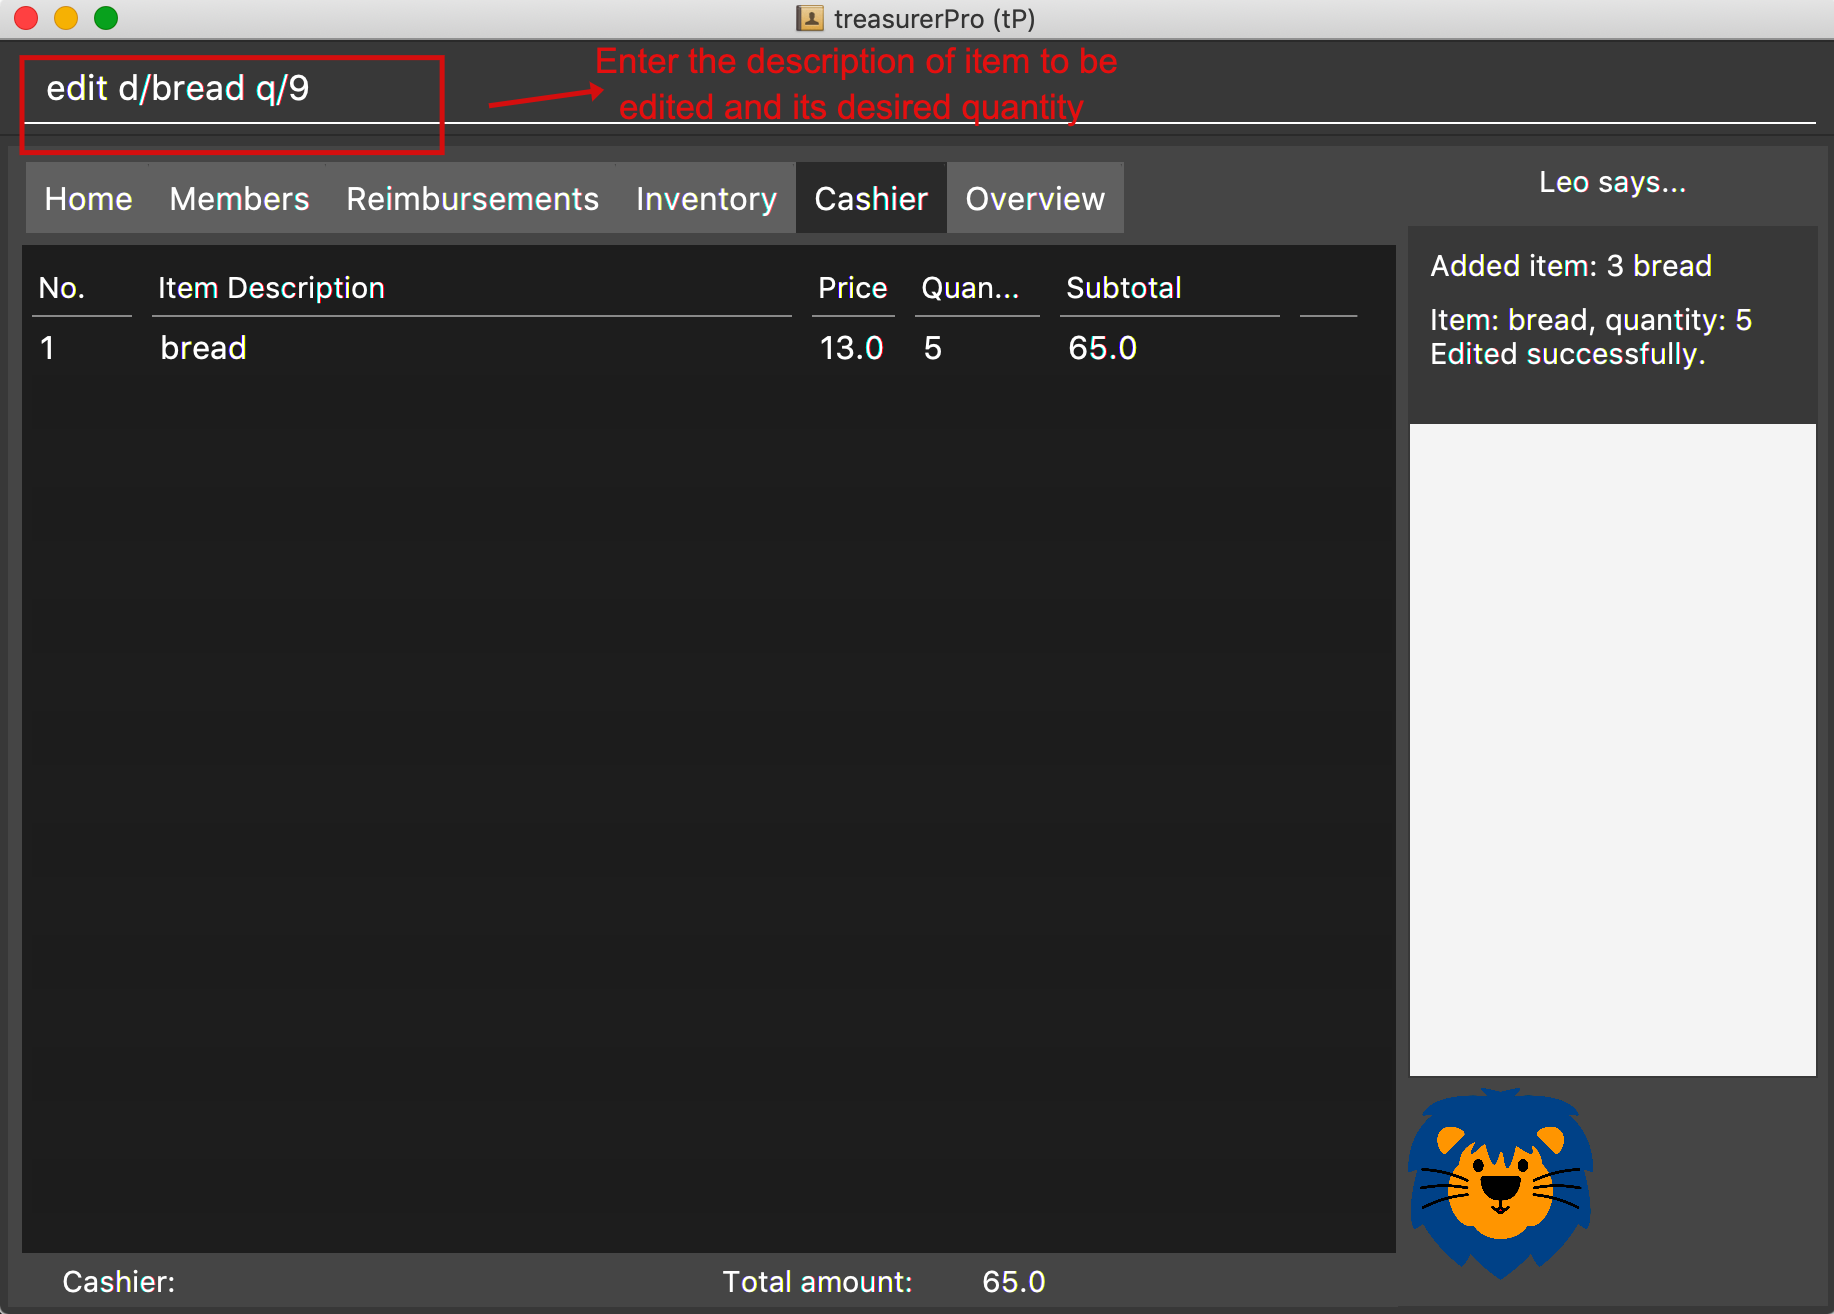 treasurerPro (tP)
edit d/bread q/9
Enter the description of item to be
edited and its desired quantity
Home Members Reimbursements Inventory Cashier Overview
Leo says...
Added item: 3 bread
Item: bread, quantity: 5
Edited successfully.
No. Item Description Price Quan... Subtotal
1 bread 13.0 5 65.0
Cashier: Total amount: 65.0